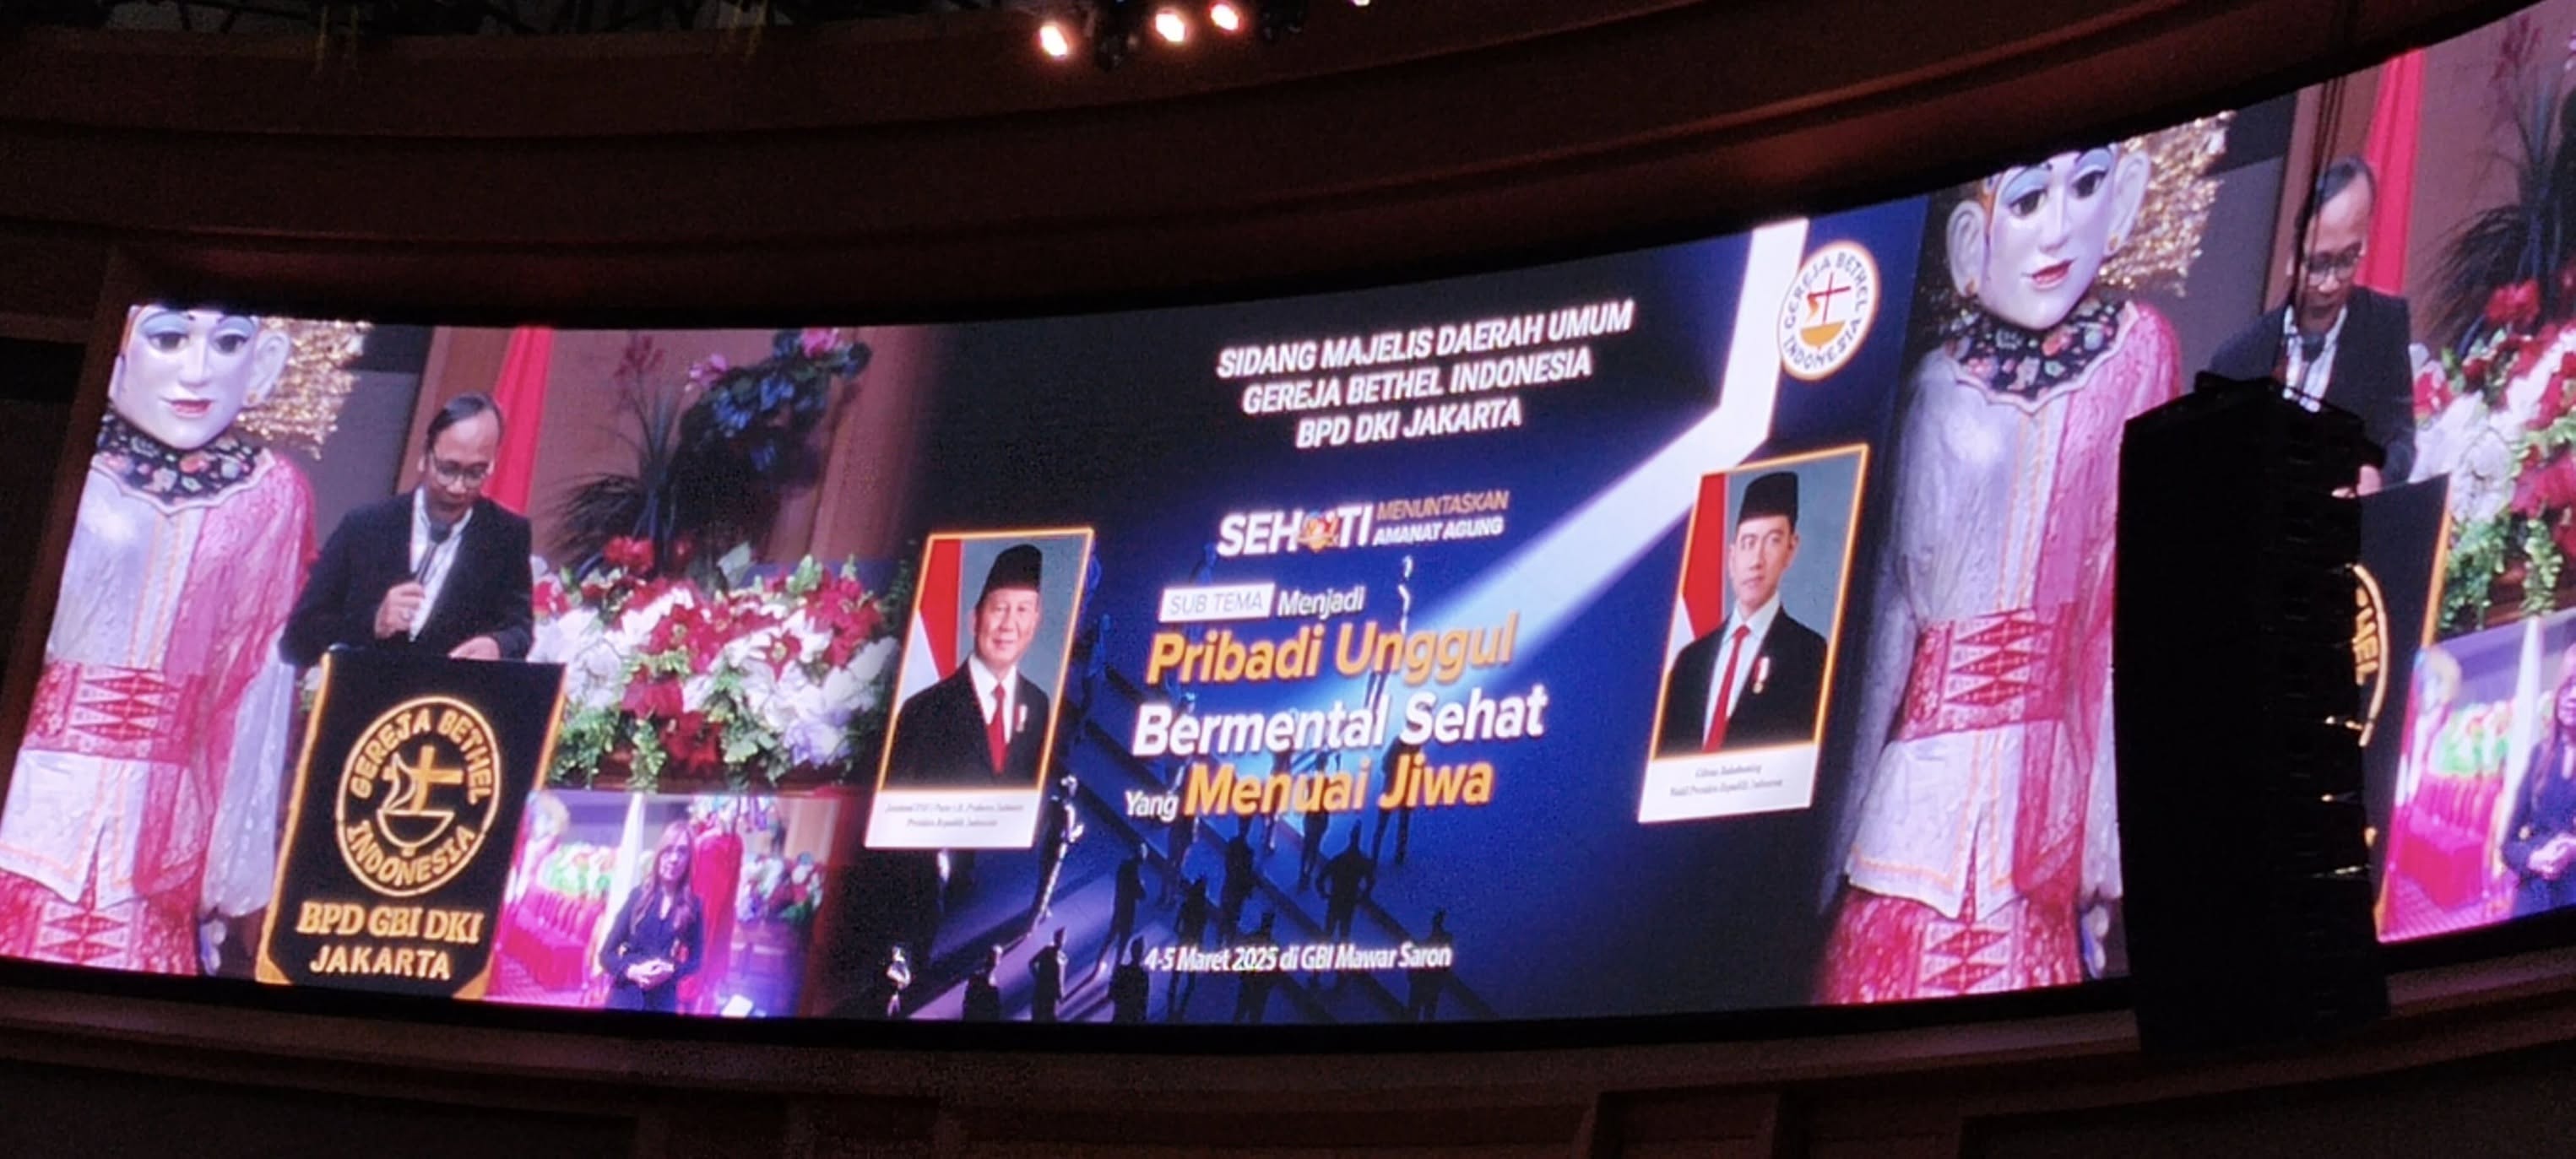 SIDANG MAJELIS DAERAH UMUM
GEREJA BETHEL INDONESIA
BPD DKI JAKARTA
GEREJA BETHEL INDONESIA
SEHATI MENUNTASKAN
AMANAT AGUNG
SUB TEMA Menjadi
Pribadi Unggul
Bermental Sehat
Yang Menuai Jiwa
4-5 Maret 2025 di GBI Mawar Saron
GEREJA BETHEL INDONESIA
BPD GBI DKI
JAKARTA